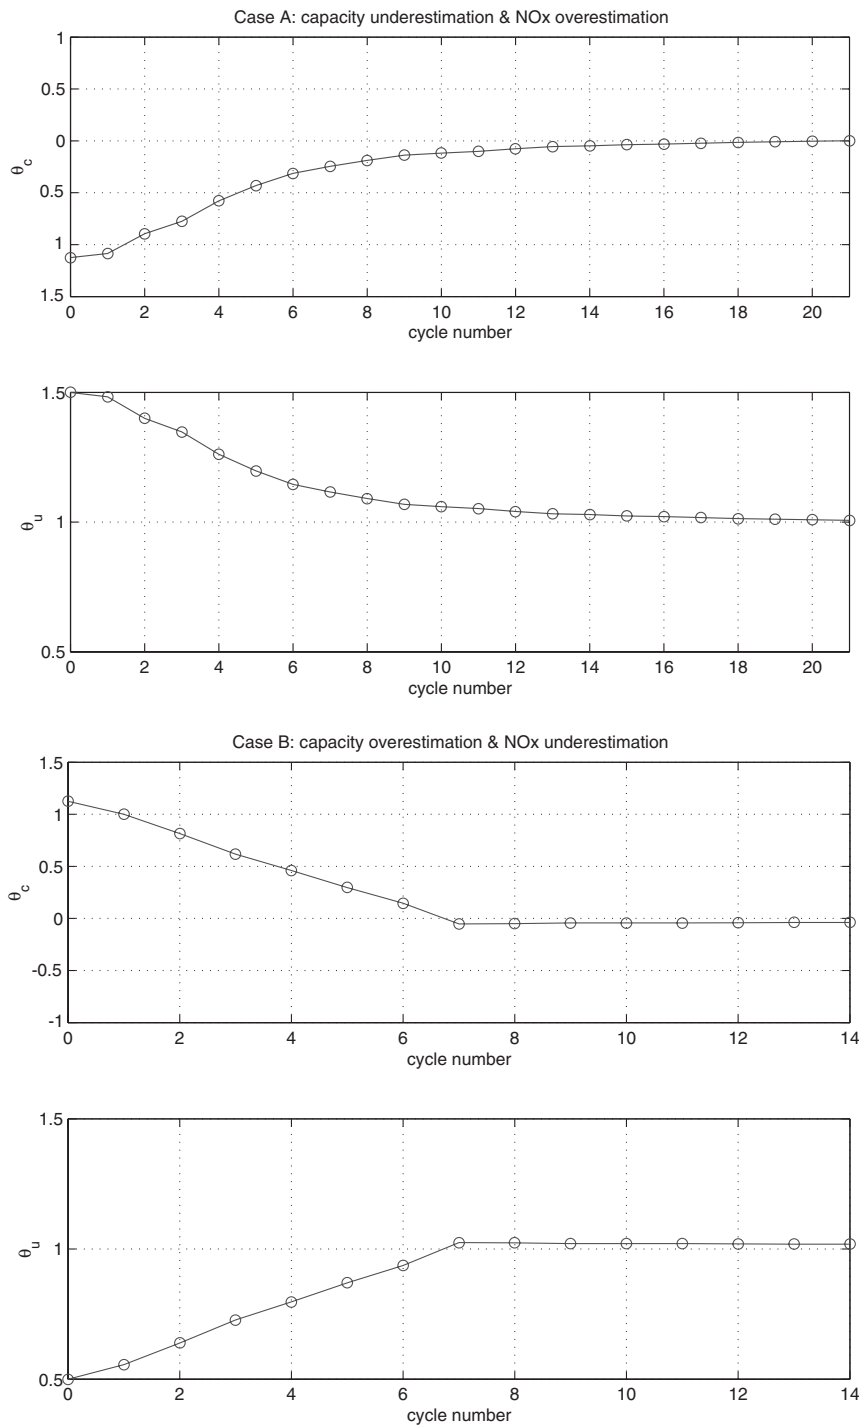 Case A: capacity underestimation & NOx overestimation
1
0.5
0
0.5
1
1.5
θc
0 2 4 6 8 10 12 14 16 18 20
cycle number
1.5
1
0.5
θu
0 2 4 6 8 10 12 14 16 18 20
cycle number
Case B: capacity overestimation & NOx underestimation
1.5
1
0.5
0
-0.5
-1
θc
0 2 4 6 8 10 12 14
cycle number
1.5
1
0.5
θu
0 2 4 6 8 10 12 14
cycle number